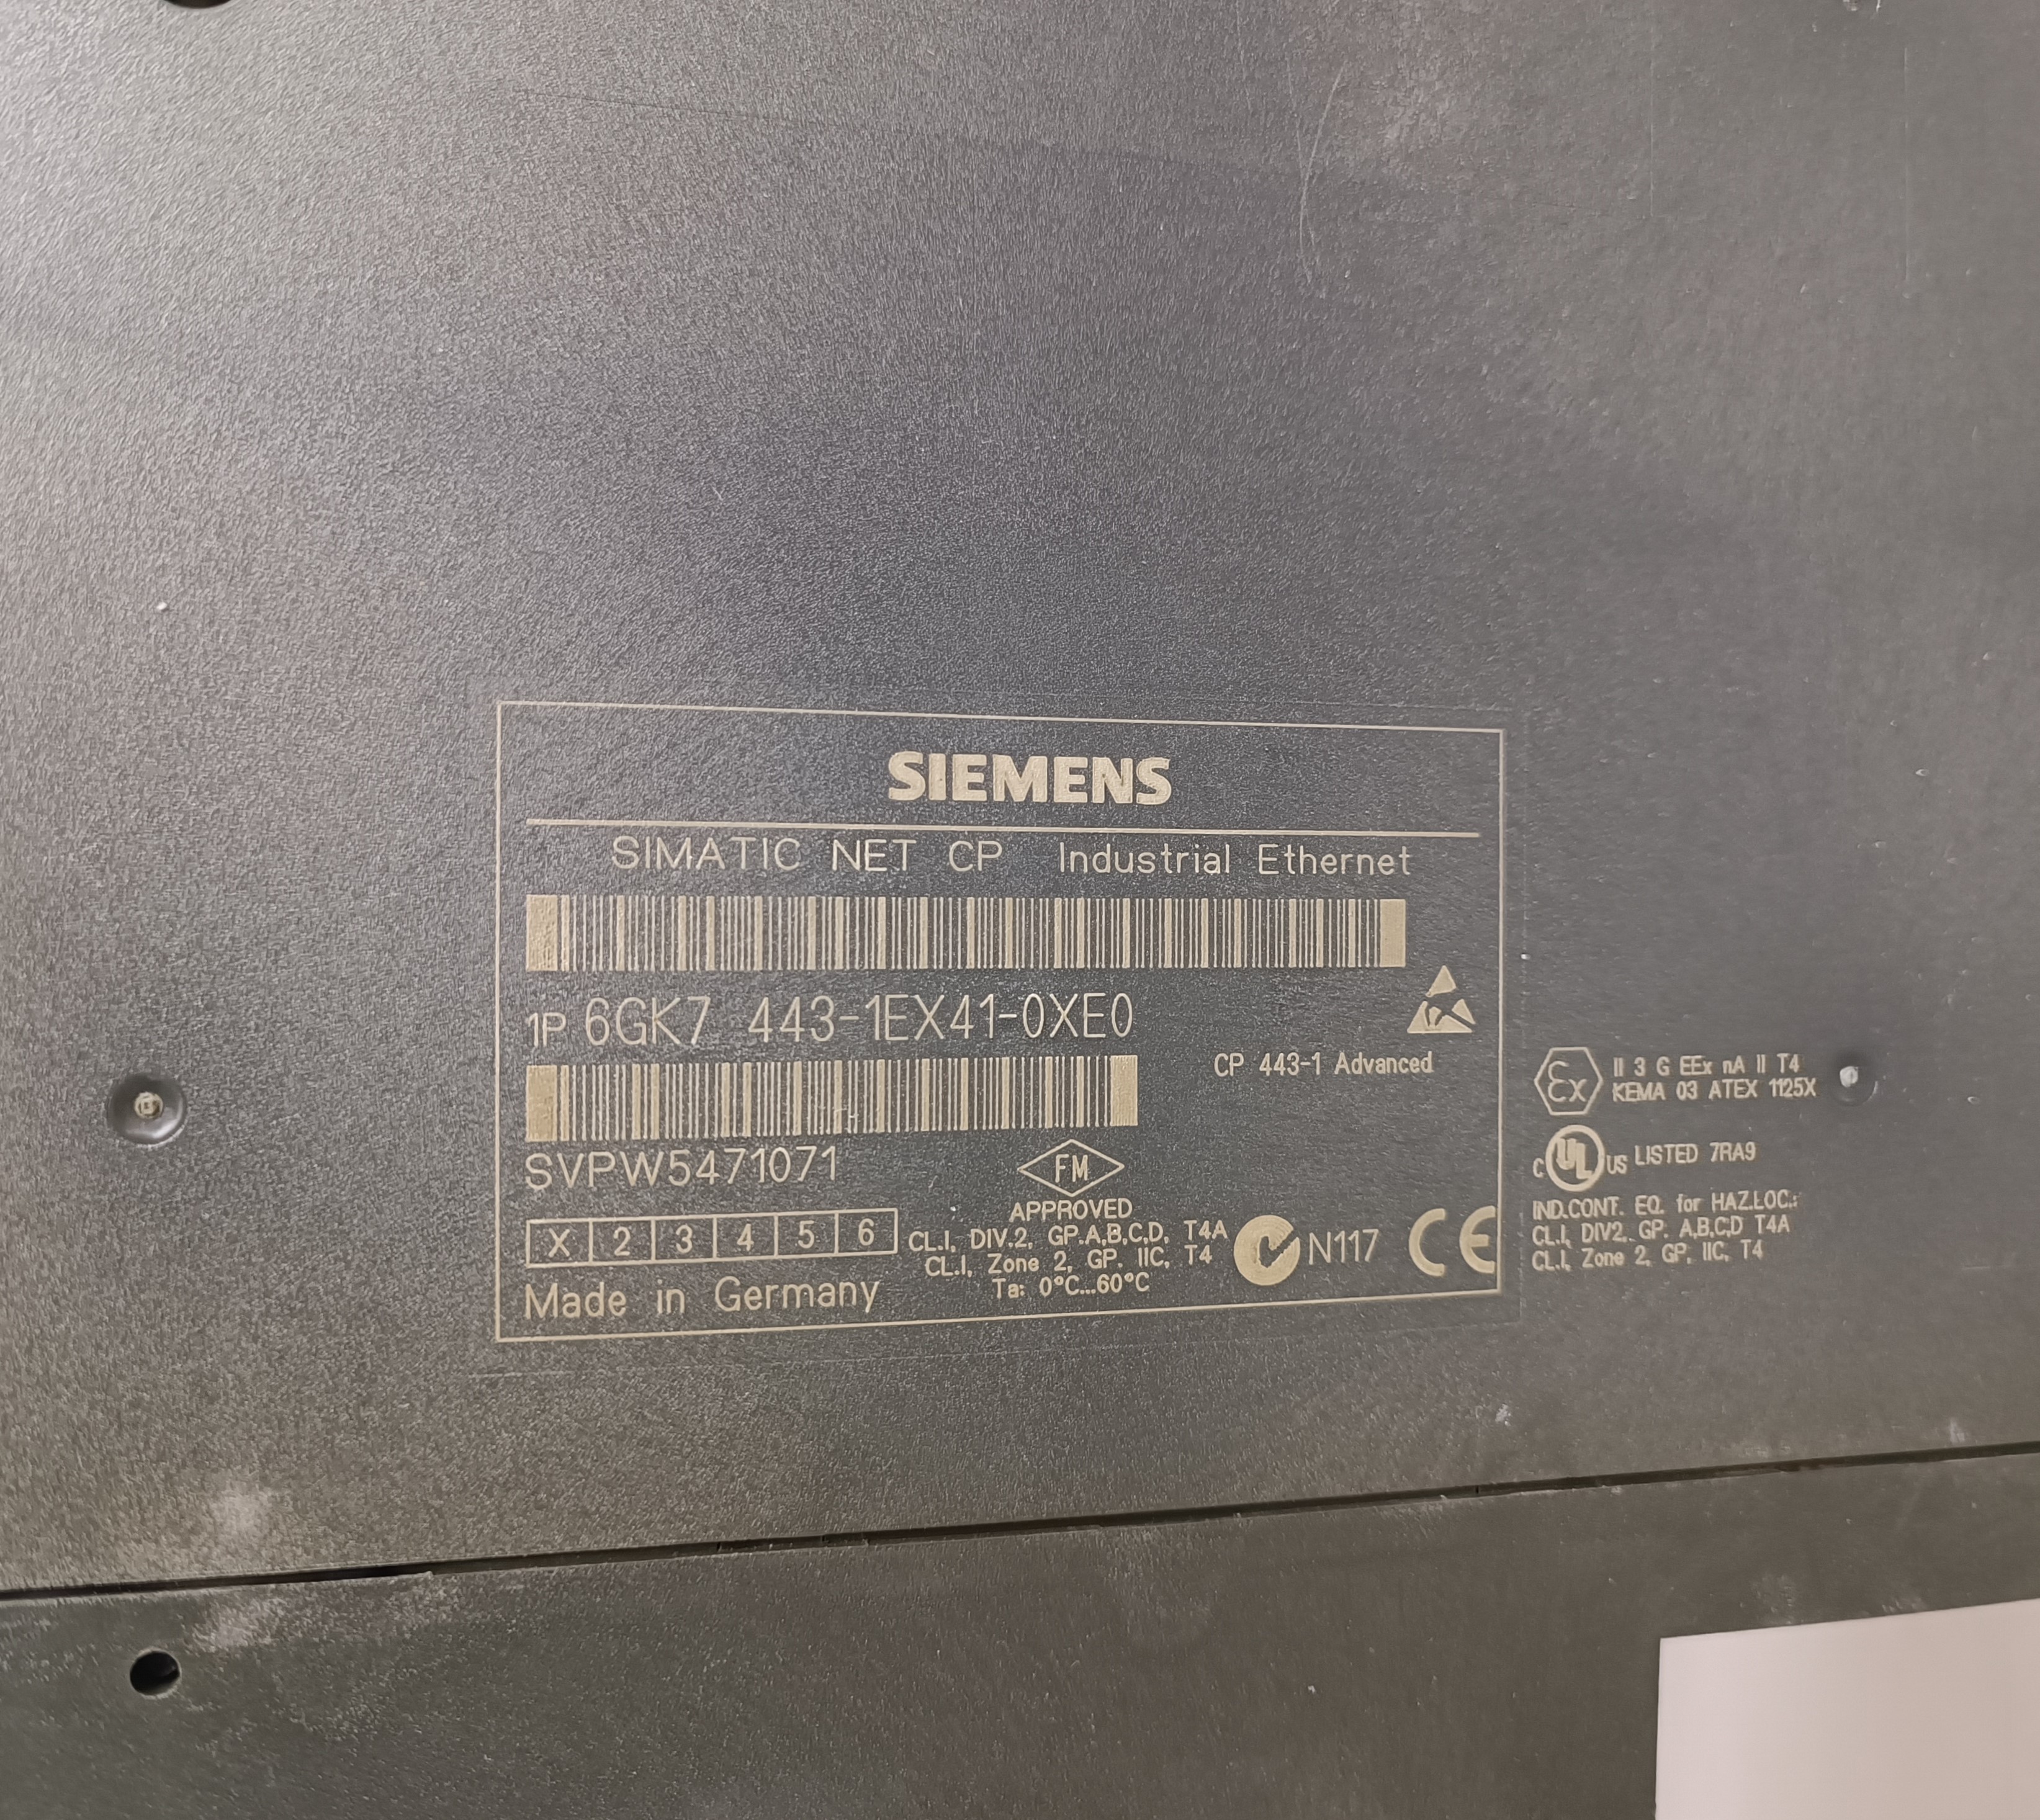 SIEMENS
SIMATIC NET CP Industrial Ethernet
1P 6GK7 443-1EX41-0XE0
CP 443-1 Advanced
SVPW5471071
FM
APPROVED
CL.I, DIV.2, GP.A,B,C,D, T4A
CL.I, Zone 2, GP. IIC, T4
Ta: 0°C...60°C
X 2 3 4 5 6
Made in Germany
N117 CE
Ex II 3 G EEx nA II T4
KEMA 03 ATEX 1125X
C UL US LISTED 7RA9
IND.CONT. EQ. for HAZ.LOC.:
CL.I, DIV2. GP. A,B,C,D T4A
CL.I, Zone 2, GP. IIC, T4